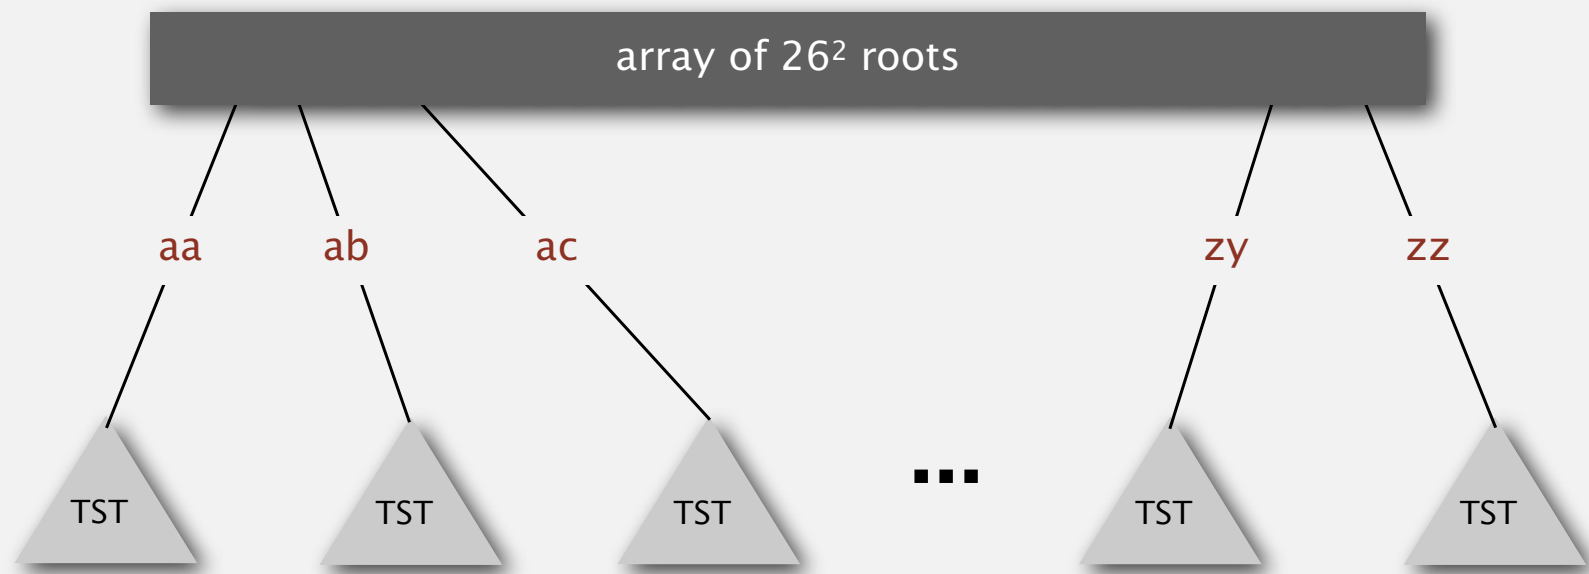 array of 26² roots
aa ab ac zy zz
TST TST TST ... TST TST